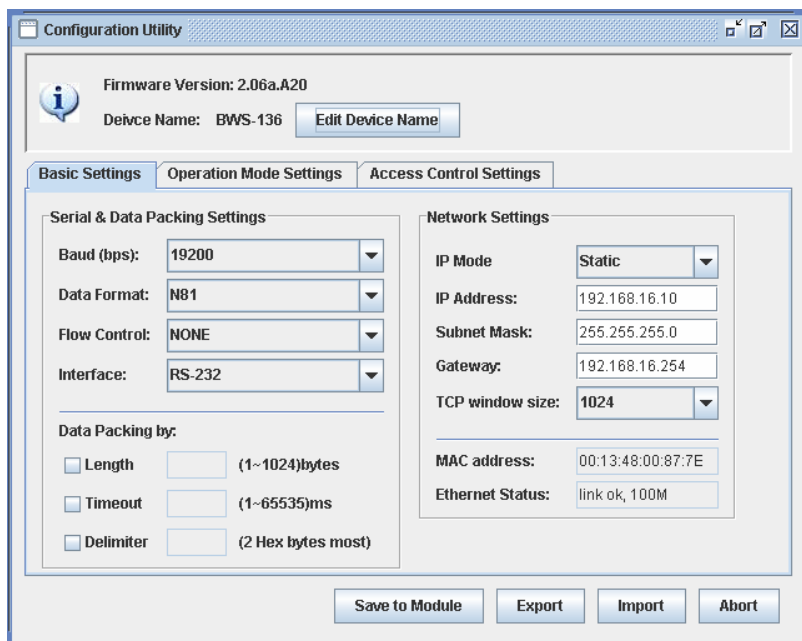 Configuration Utility
Firmware Version: 2.06a.A20
Deivce Name: BWS-136 Edit Device Name
Basic Settings Operation Mode Settings Access Control Settings
Serial & Data Packing Settings
Baud (bps): 19200
Data Format: N81
Flow Control: NONE
Interface: RS-232
Data Packing by:
Length (1~1024)bytes
Timeout (1~65535)ms
Delimiter (2 Hex bytes most)
Network Settings
IP Mode Static
IP Address: 192.168.16.10
Subnet Mask: 255.255.255.0
Gateway: 192.168.16.254
TCP window size: 1024
MAC address: 00:13:48:00:87:7E
Ethernet Status: link ok, 100M
Save to Module Export Import Abort